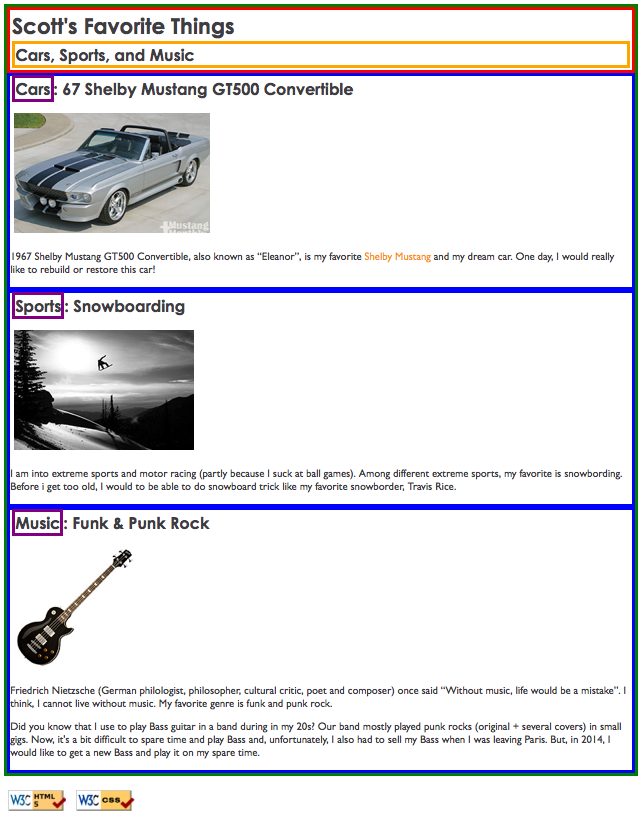 Scott's Favorite Things
Cars, Sports, and Music
Cars: 67 Shelby Mustang GT500 Convertible
Mustang
Monthly
1967 Shelby Mustang GT500 Convertible, also known as “Eleanor”, is my favorite Shelby Mustang and my dream car. One day, I would really
like to rebuild or restore this car!
Sports: Snowboarding
I am into extreme sports and motor racing (partly because I suck at ball games). Among different extreme sports, my favorite is snowbording.
Before i get too old, I would to be able to do snowboard trick like my favorite snowborder, Travis Rice.
Music: Funk & Punk Rock
Friedrich Nietzsche (German philologist, philosopher, cultural critic, poet and composer) once said “Without music, life would be a mistake”. I
think, I cannot live without music. My favorite genre is funk and punk rock.
Did you know that I use to play Bass guitar in a band during in my 20s? Our band mostly played punk rocks (original + several covers) in small
gigs. Now, it's a bit difficult to spare time and play Bass and, unfortunately, I also had to sell my Bass when I was leaving Paris. But, in 2014, I
would like to get a new Bass and play it on my spare time.
W3C HTML 5 W3C CSS